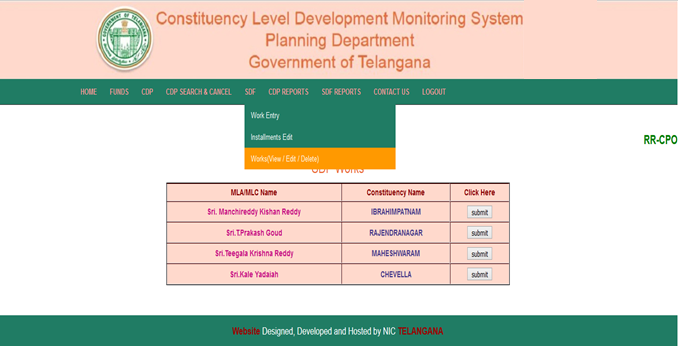 Constituency Level Development Monitoring System
Planning Department
Government of Telangana
HOME FUNDS CDP CDP SEARCH & CANCEL SDF CDP REPORTS SDF REPORTS CONTACT US LOGOUT
Work Entry
Installments Edit
Works(View / Edit / Delete)
RR-CPO
Works
MLA/MLC Name Constituency Name Click Here
Sri. Manchireddy Kishan Reddy IBRAHIMPATNAM submit
Sri.T.Prakash Goud RAJENDRANAGAR submit
Sri.Teegala Krishna Reddy MAHESHWARAM submit
Sri.Kale Yadaiah CHEVELLA submit
Website Designed, Developed and Hosted by NIC TELANGANA